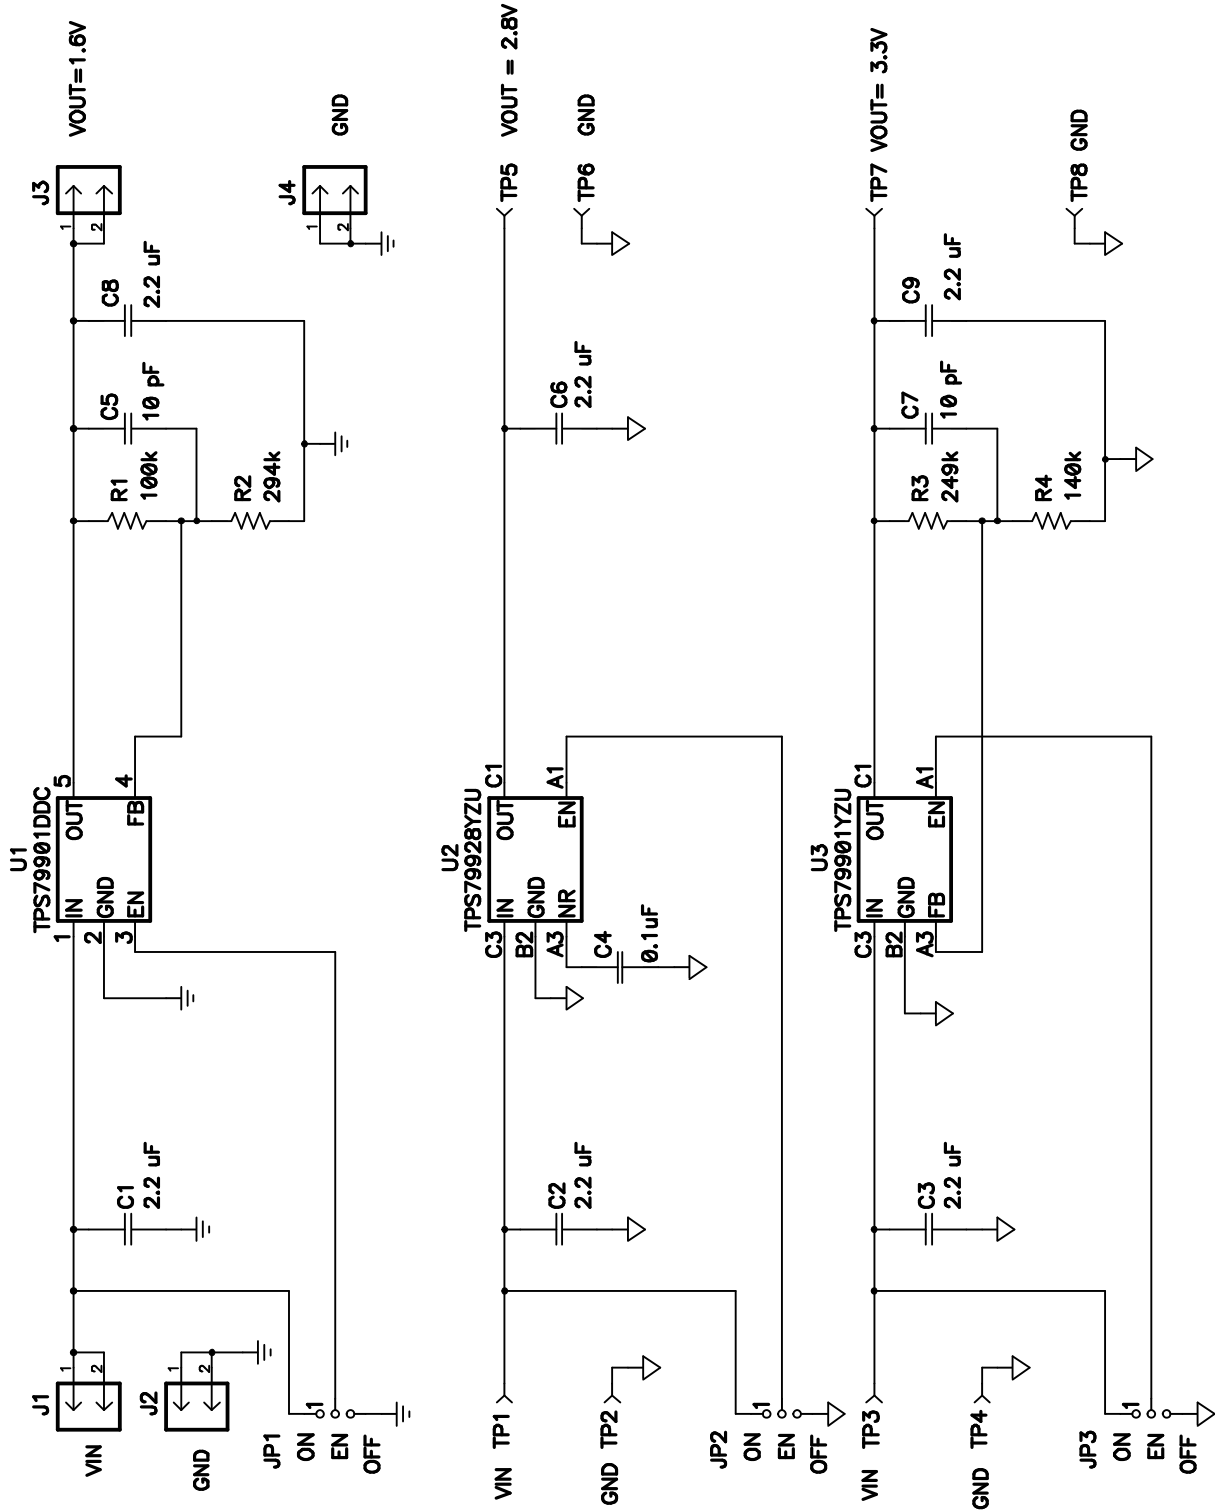 J1
1
2
VIN
J2
1
2
GND
JP1
ON
1
EN
OFF
C1
2.2 uF
U1
TPS79901DDC
1
IN
OUT
5
2
GND
3
EN
FB
4
R1
100k
R2
294k
C5
10 pF
C8
2.2 uF
J3
1
2
VOUT=1.6V
J4
1
2
GND
VIN TP1
GND TP2
JP2
ON
1
EN
OFF
C2
2.2 uF
U2
TPS79928YZU
C3
IN
OUT
C1
B2
GND
A3
NR
EN
A1
C4
0.1uF
C6
2.2 uF
TP5 VOUT = 2.8V
TP6 GND
VIN TP3
GND TP4
JP3
ON
1
EN
OFF
C3
2.2 uF
U3
TPS79901YZU
C3
IN
OUT
C1
B2
GND
A3
FB
EN
A1
R3
249k
R4
140k
C7
10 pF
C9
2.2 uF
TP7 VOUT= 3.3V
TP8 GND